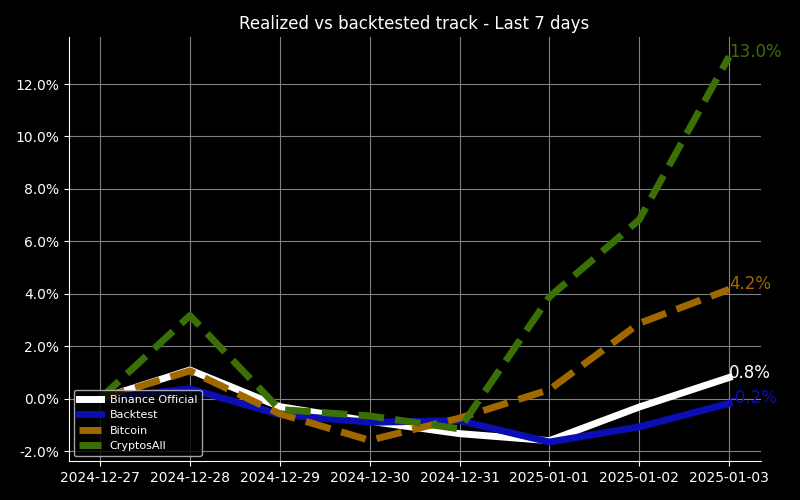 Realized vs backtested track - Last 7 days
13.0%
12.0%
10.0%
8.0%
6.0%
4.0%
4.2%
2.0%
0.8%
0.0%
-0.2%
-2.0%
Binance Official
Backtest
Bitcoin
CryptosAll
2024-12-27 2024-12-28 2024-12-29 2024-12-30 2024-12-31 2025-01-01 2025-01-02 2025-01-03